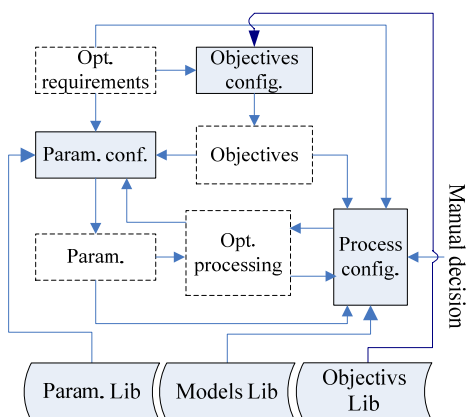 Opt.
requirements
Objectives
config.
Param. conf.
Objectives
Param.
Opt.
processing
Process
config.
Manual decision
Param. Lib
Models Lib
Objectivs
Lib